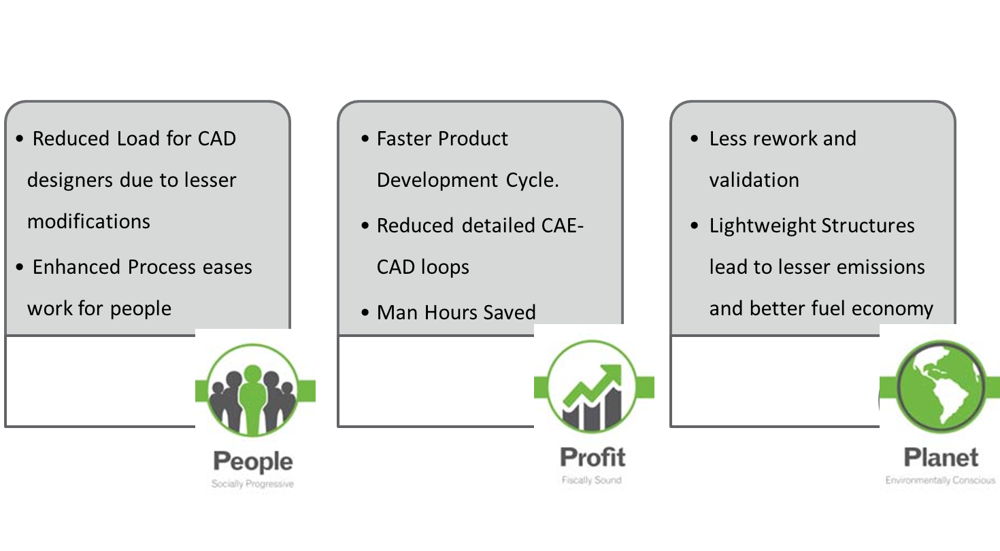 • Reduced Load for CAD
designers due to lesser
modifications
• Enhanced Process eases
work for people
People
Socially Progressive
• Faster Product
Development Cycle.
• Reduced detailed CAE-
CAD loops
• Man Hours Saved
Profit
Fiscally Sound
• Less rework and
validation
• Lightweight Structures
lead to lesser emissions
and better fuel economy
Planet
Environmentally Conscious